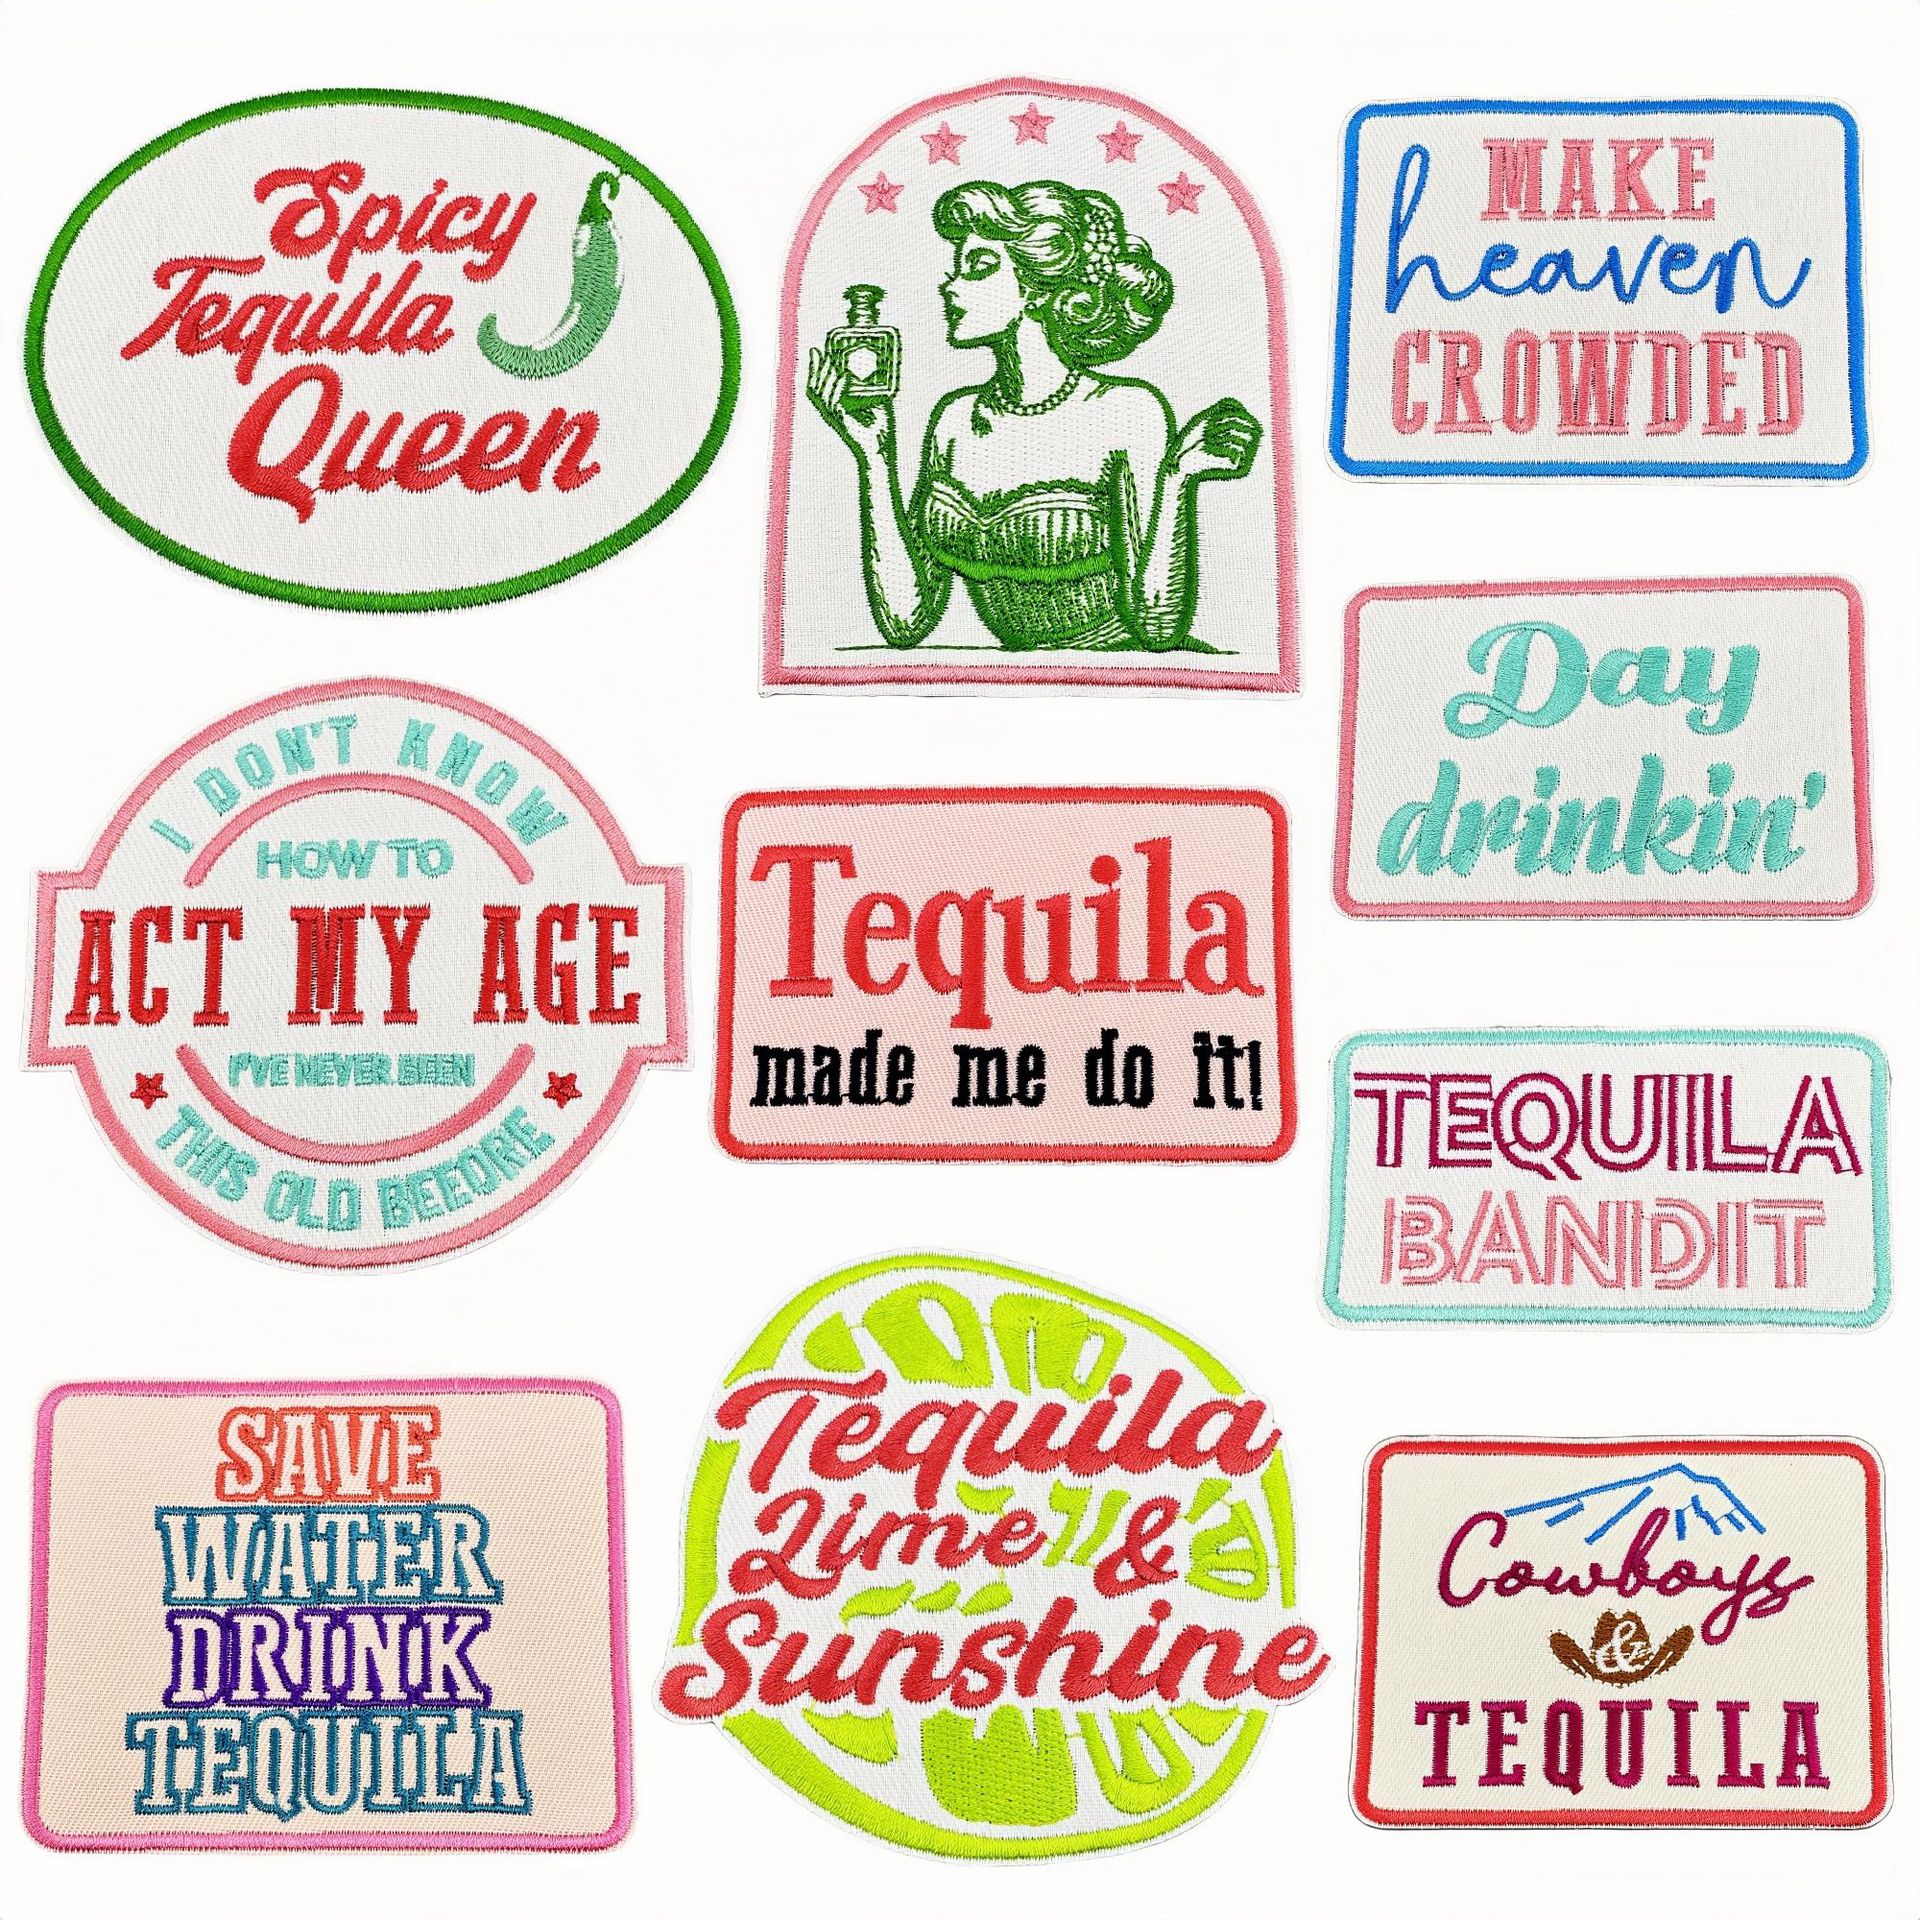 Spicy
Tequila
Queen
MAKE
heaven
CROWDED
Day
drinkin'
I DON'T KNOW
HOW TO
ACT MY AGE
I'VE NEVER BEEN
THIS OLD BEEORE
Tequila
made me do it!
TEQUILA
BANDIT
SAVE
WATER
DRINK
TEQUILA
Tequila
Lime &
Sunshine
Cowboys
&
TEQUILA